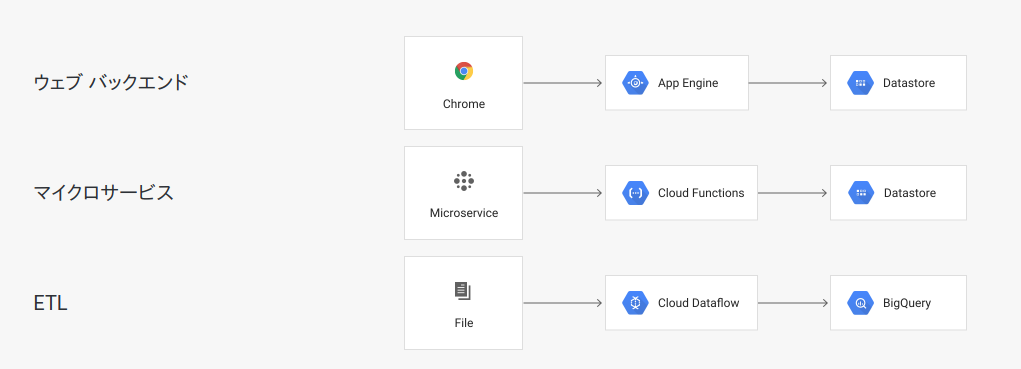 ウェブ バックエンド
Chrome
App Engine
Datastore
マイクロサービス
Microservice
Cloud Functions
Datastore
ETL
File
Cloud Dataflow
BigQuery